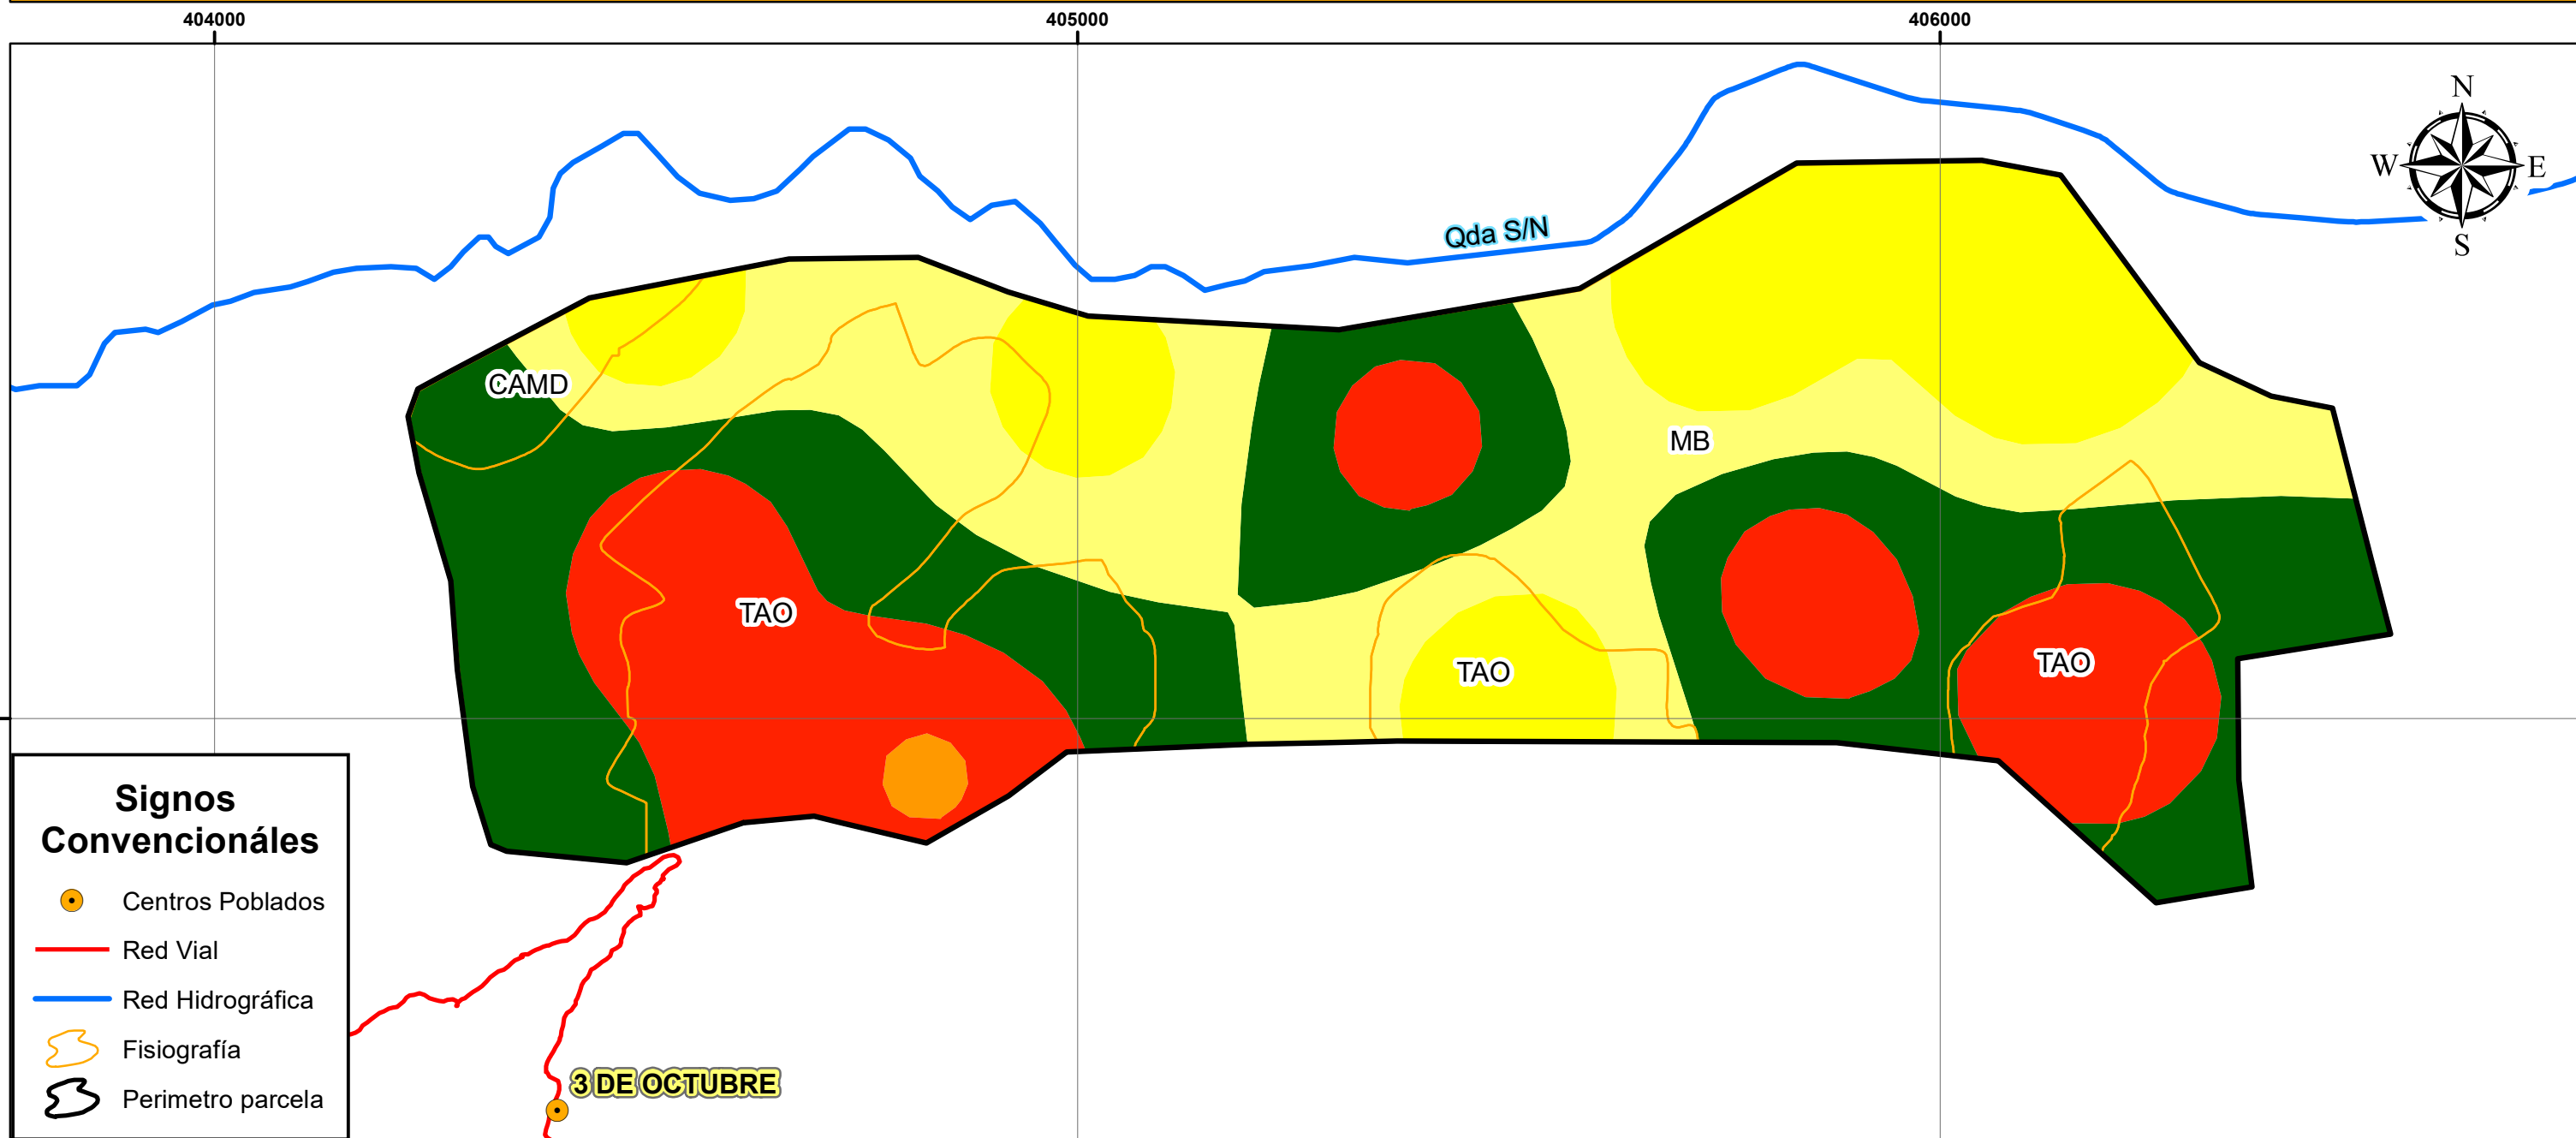 404000
405000
406000
N
W
E
S
Qda S/N
CAMD
MB
TAO
TAO
TAO
Signos
Convencionáles
Centros Poblados
Red Vial
Red Hidrográfica
Fisiografía
Perimetro parcela
3 DE OCTUBRE